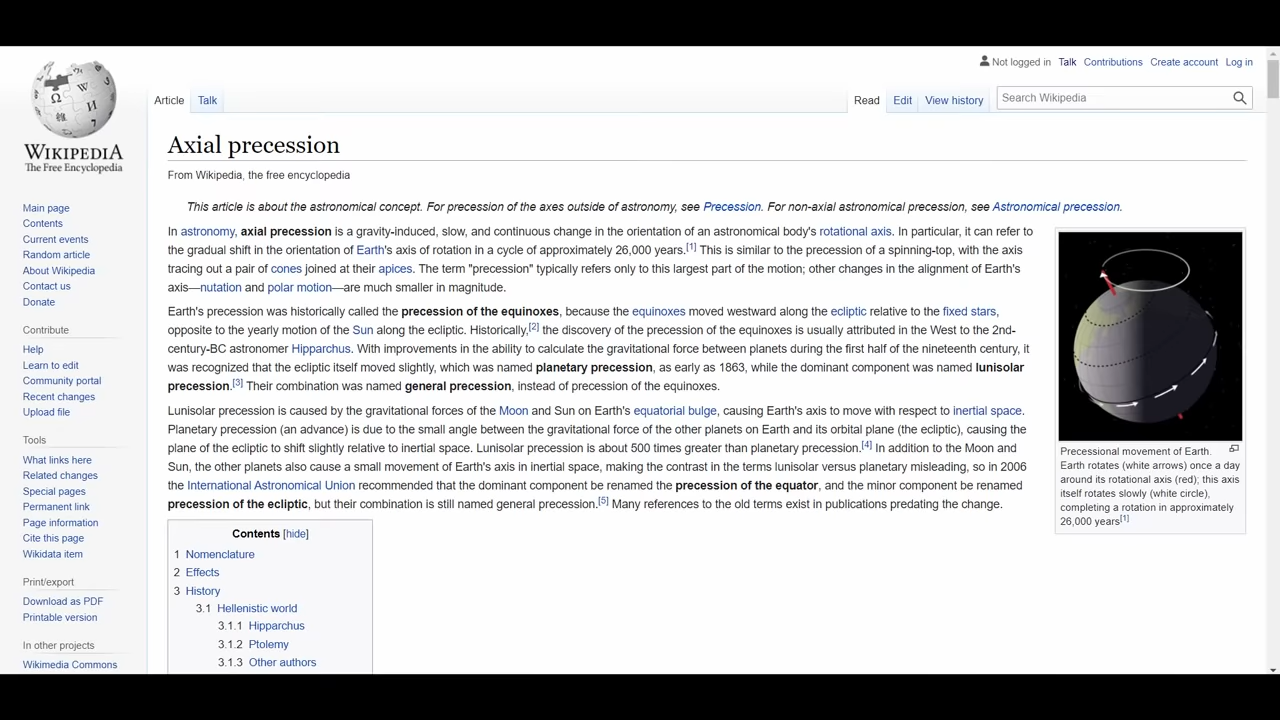 Not logged in Talk Contributions Create account Log in
Article Talk Read Edit View history Search Wikipedia
WIKIPEDIA
The Free Encyclopedia
Main page
Contents
Current events
Random article
About Wikipedia
Contact us
Donate
Contribute
Help
Learn to edit
Community portal
Recent changes
Upload file
Tools
What links here
Related changes
Special pages
Permanent link
Page information
Cite this page
Wikidata item
Print/export
Download as PDF
Printable version
In other projects
Wikimedia Commons
Axial precession
From Wikipedia, the free encyclopedia
This article is about the astronomical concept. For precession of the axes outside of astronomy, see Precession. For non-axial astronomical precession, see Astronomical precession.
In astronomy, axial precession is a gravity-induced, slow, and continuous change in the orientation of an astronomical body's rotational axis. In particular, it can refer to
the gradual shift in the orientation of Earth's axis of rotation in a cycle of approximately 26,000 years.[1] This is similar to the precession of a spinning-top, with the axis
tracing out a pair of cones joined at their apices. The term "precession" typically refers only to this largest part of the motion; other changes in the alignment of Earth's
axis—nutation and polar motion—are much smaller in magnitude.
Earth's precession was historically called the precession of the equinoxes, because the equinoxes moved westward along the ecliptic relative to the fixed stars,
opposite to the yearly motion of the Sun along the ecliptic. Historically,[2] the discovery of the precession of the equinoxes is usually attributed in the West to the 2nd-
century-BC astronomer Hipparchus. With improvements in the ability to calculate the gravitational force between planets during the first half of the nineteenth century, it
was recognized that the ecliptic itself moved slightly, which was named planetary precession, as early as 1863, while the dominant component was named lunisolar
precession.[3] Their combination was named general precession, instead of precession of the equinoxes.
Lunisolar precession is caused by the gravitational forces of the Moon and Sun on Earth's equatorial bulge, causing Earth's axis to move with respect to inertial space.
Planetary precession (an advance) is due to the small angle between the gravitational force of the other planets on Earth and its orbital plane (the ecliptic), causing the
plane of the ecliptic to shift slightly relative to inertial space. Lunisolar precession is about 500 times greater than planetary precession.[4] In addition to the Moon and
Sun, the other planets also cause a small movement of Earth's axis in inertial space, making the contrast in the terms lunisolar versus planetary misleading, so in 2006
the International Astronomical Union recommended that the dominant component be renamed the precession of the equator, and the minor component be renamed
precession of the ecliptic, but their combination is still named general precession.[5] Many references to the old terms exist in publications predating the change.
Precessional movement of Earth.
Earth rotates (white arrows) once a day
around its rotational axis (red); this axis
itself rotates slowly (white circle),
completing a rotation in approximately
26,000 years[1]
Contents [hide]
1 Nomenclature
2 Effects
3 History
3.1 Hellenistic world
3.1.1 Hipparchus
3.1.2 Ptolemy
3.1.3 Other authors